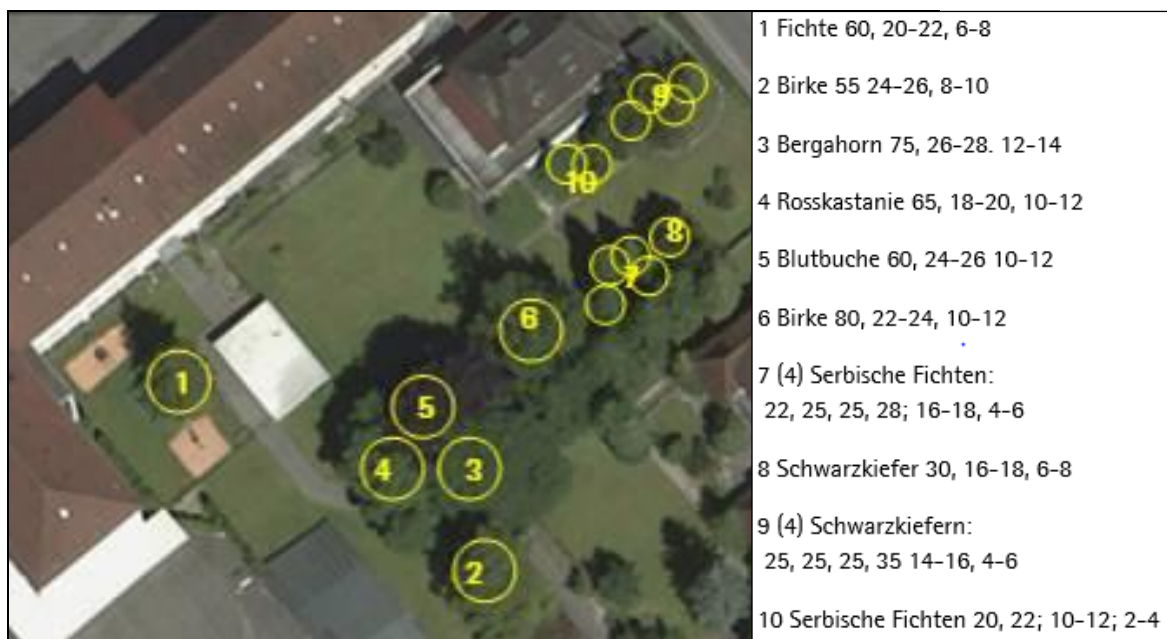 1 Fichte 60, 20-22, 6-8
2 Birke 55 24-26, 8-10
3 Bergahorn 75, 26-28. 12-14
4 Rosskastanie 65, 18-20, 10-12
5 Blutbuche 60, 24-26 10-12
6 Birke 80, 22-24, 10-12
7 (4) Serbische Fichten:
22, 25, 25, 28; 16-18, 4-6
8 Schwarzkiefer 30, 16-18, 6-8
9 (4) Schwarzkiefern:
25, 25, 25, 35 14-16, 4-6
10 Serbische Fichten 20, 22; 10-12; 2-4
9
10
8
7
6
1
5
4
3
2